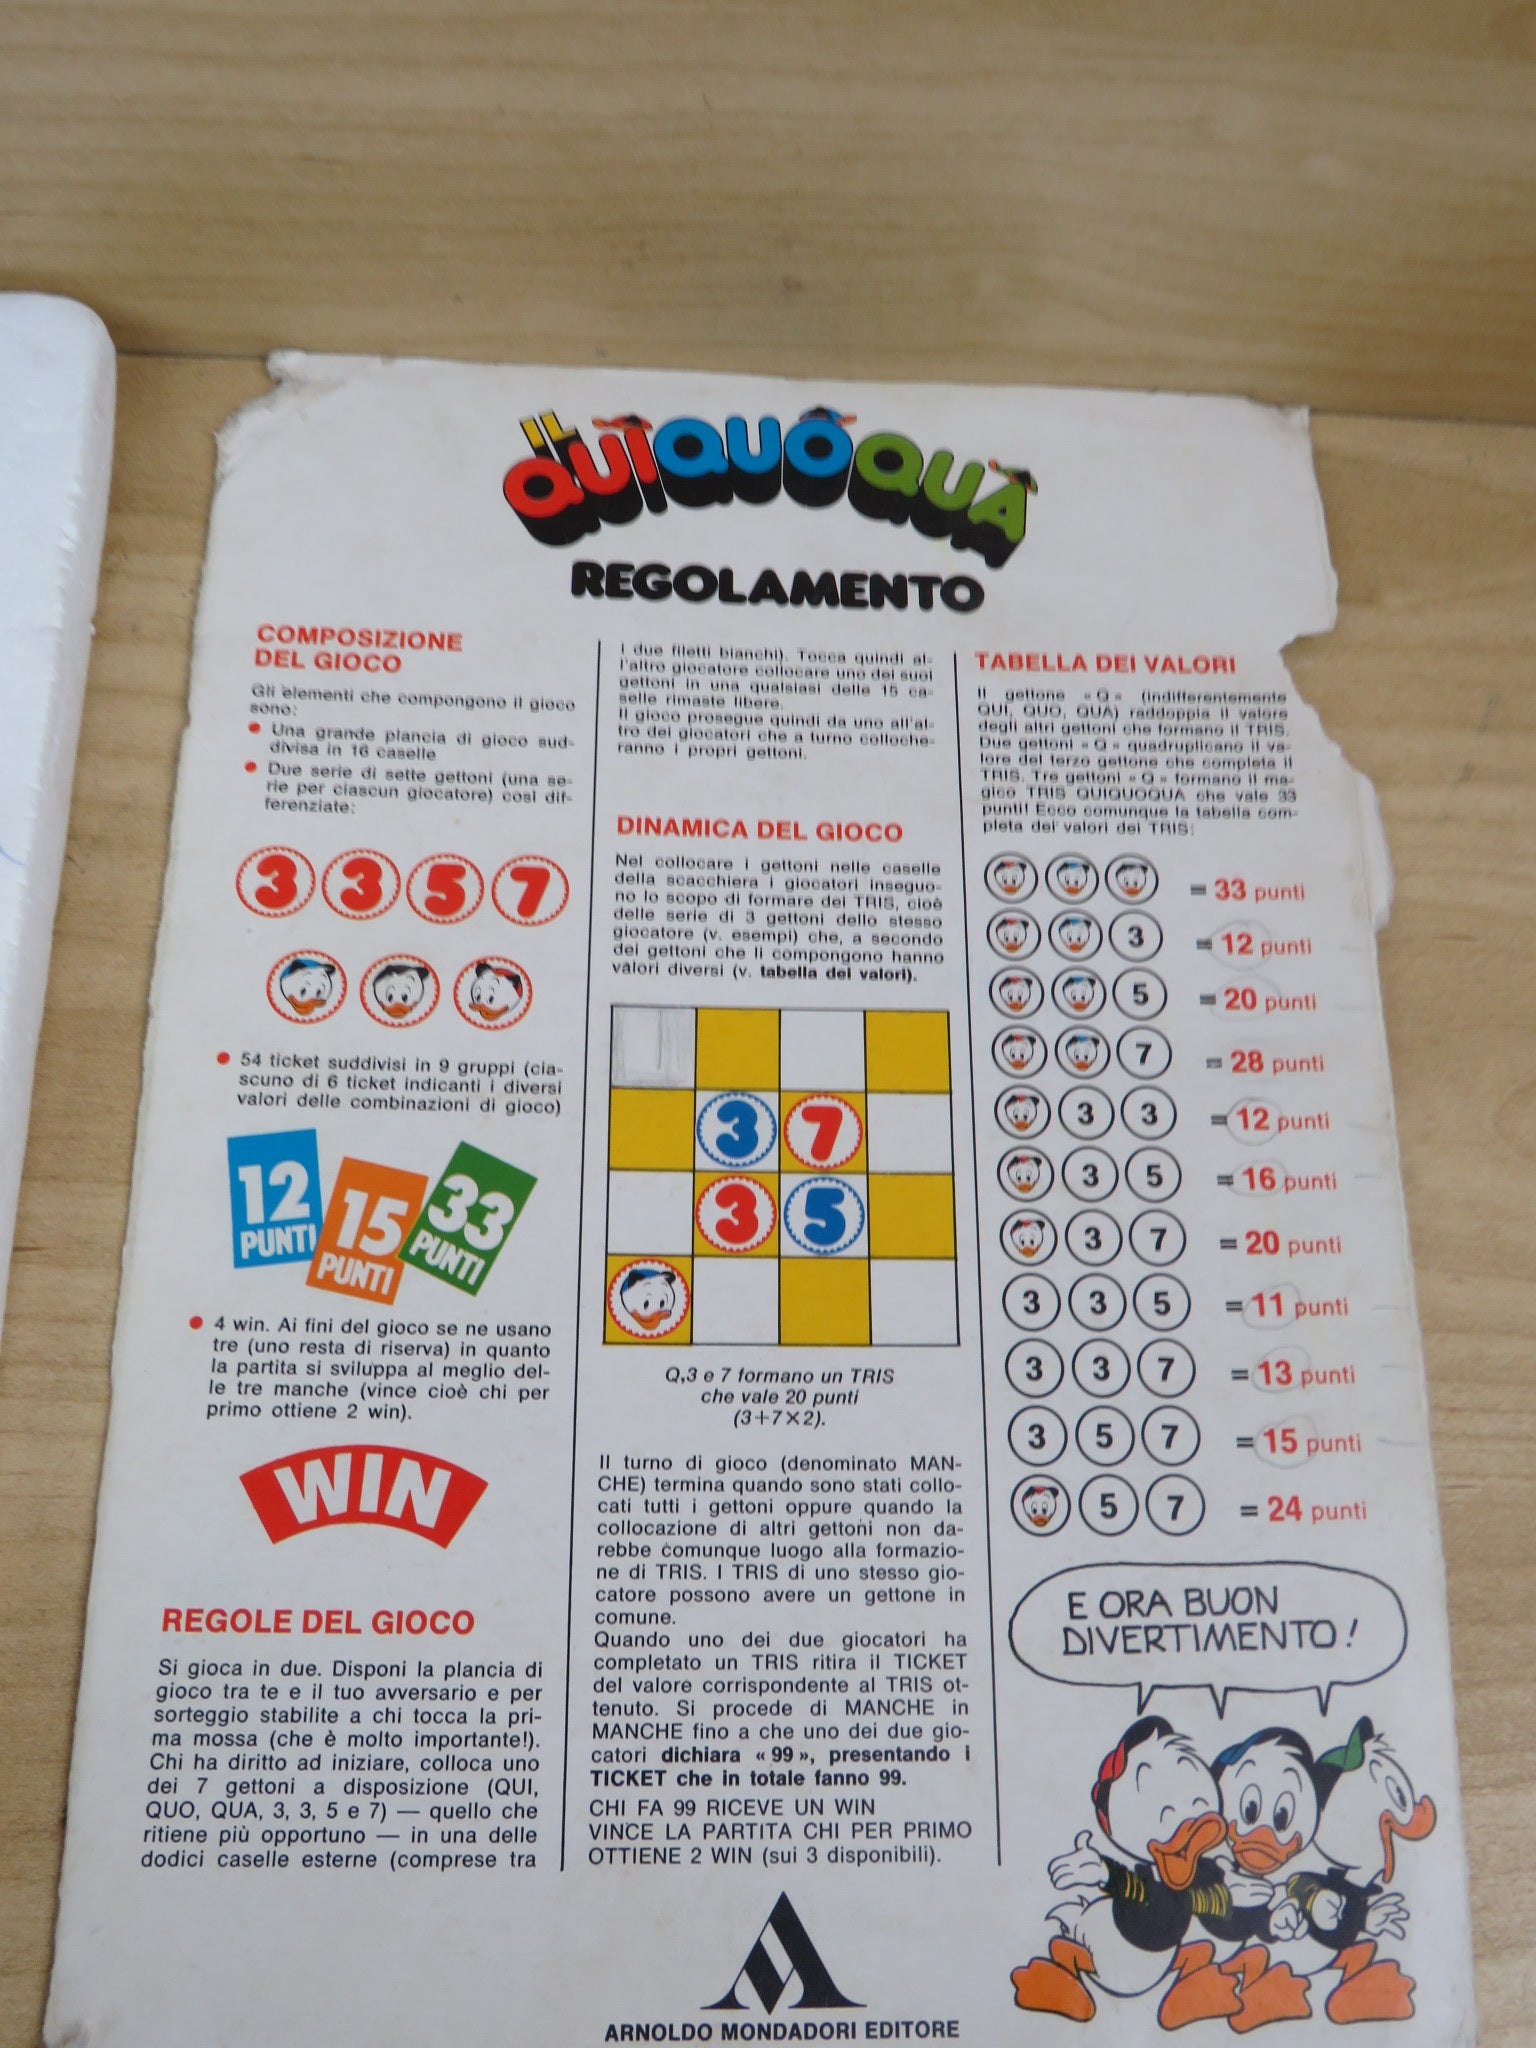 IL QUIQUOQUA
REGOLAMENTO
COMPOSIZIONE
DEL GIOCO
Gli elementi che compongono il gioco
sono:
• Una grande plancia di gioco sud-
divisa in 16 caselle
• Due serie di sette gettoni (una se-
rie per ciascun giocatore) così dif-
ferenziate:
3 3 5 7
• 54 ticket suddivisi in 9 gruppi (cia-
scuno di 6 ticket indicanti i diversi
valori delle combinazioni di gioco)
12
PUNTI
15
PUNTI
33
PUNTI
• 4 win. Ai fini del gioco se ne usano
tre (uno resta di riserva) in quanto
la partita si sviluppa al meglio del-
le tre manche (vince cioè chi per
primo ottiene 2 win).
WIN
REGOLE DEL GIOCO
Si gioca in due. Disponi la plancia di
gioco tra te e il tuo avversario e per
sorteggio stabilite a chi tocca la pri-
ma mossa (che è molto importante!).
Chi ha diritto ad iniziare, colloca uno
dei 7 gettoni a disposizione (QUI,
QUO, QUA, 3, 3, 5 e 7) — quello che
ritiene più opportuno — in una delle
dodici caselle esterne (comprese tra
i due filetti bianchi). Tocca quindi al-
l'altro giocatore collocare uno dei suoi
gettoni in una qualsiasi delle 15 ca-
selle rimaste libere.
Il gioco prosegue quindi da uno all'al-
tro dei giocatori che a turno colloche-
ranno i propri gettoni.
DINAMICA DEL GIOCO
Nel collocare i gettoni nelle caselle
della scacchiera i giocatori inseguo-
no lo scopo di formare dei TRIS, cioè
delle serie di 3 gettoni dello stesso
giocatore (v. esempi) che, a secondo
dei gettoni che li compongono hanno
valori diversi (v. tabella dei valori).
3 7
3 5
Q,3 e 7 formano un TRIS
che vale 20 punti
(3+7×2).
Il turno di gioco (denominato MAN-
CHE) termina quando sono stati collo-
cati tutti i gettoni oppure quando la
collocazione di altri gettoni non da-
rebbe comunque luogo alla formazio-
ne di TRIS. I TRIS di uno stesso gio-
catore possono avere un gettone in
comune.
Quando uno dei due giocatori ha
completato un TRIS ritira il TICKET
del valore corrispondente al TRIS ot-
tenuto. Si procede di MANCHE in
MANCHE fino a che uno dei due gio-
catori dichiara « 99 », presentando i
TICKET che in totale fanno 99.
CHI FA 99 RICEVE UN WIN
VINCE LA PARTITA CHI PER PRIMO
OTTIENE 2 WIN (sui 3 disponibili).
TABELLA DEI VALORI
Il gettone « Q » (indifferentemente
QUI, QUO, QUA) raddoppia il valore
degli altri gettoni che formano il TRIS.
Due gettoni « Q » quadruplicano il va-
lore del terzo gettone che completa il
TRIS. Tre gettoni « Q » formano il ma-
gico TRIS QUIQUOQUA che vale 33
punti! Ecco comunque la tabella com-
pleta dei valori dei TRIS:
= 33 punti
3 = 12 punti
5 = 20 punti
7 = 28 punti
3 3 = 12 punti
3 5 = 16 punti
3 7 = 20 punti
3 3 5 = 11 punti
3 3 7 = 13 punti
3 5 7 = 15 punti
5 7 = 24 punti
E ORA BUON
DIVERTIMENTO!
ARNOLDO MONDADORI EDITORE